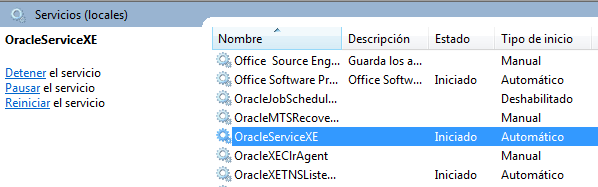 Servicios (locales)
OracleServiceXE
Detener el servicio
Pausar el servicio
Reiniciar el servicio
Nombre Descripción Estado Tipo de inicio
Office Source Eng... Guarda los a... Manual
Office Software Pr... Office Softw... Iniciado Automático
OracleJobSchedul... Deshabilitado
OracleMTSRecove... Manual
OracleServiceXE Iniciado Automático
OracleXEClrAgent Manual
OracleXETNSListe... Iniciado Automático